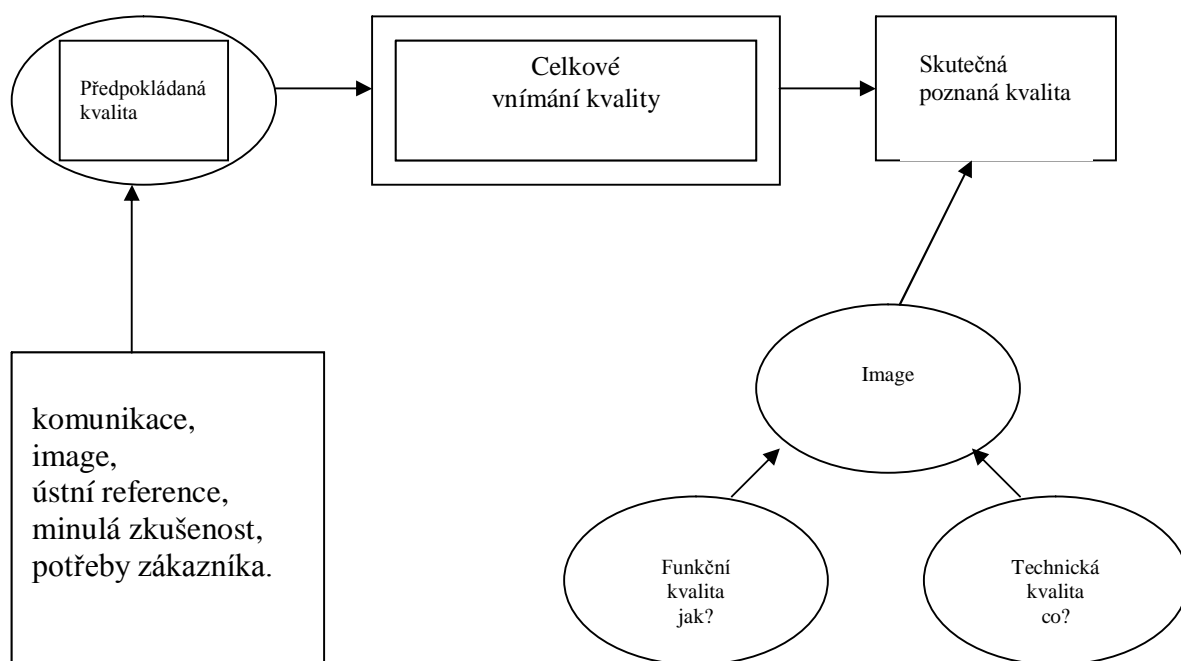 Předpokládaná
kvalita
Celkové
vnímání kvality
Skutečná
poznaná kvalita
komunikace,
image,
ústní reference,
minulá zkušenost,
potřeby zákazníka.
Image
Funkční
kvalita
jak?
Technická
kvalita
co?